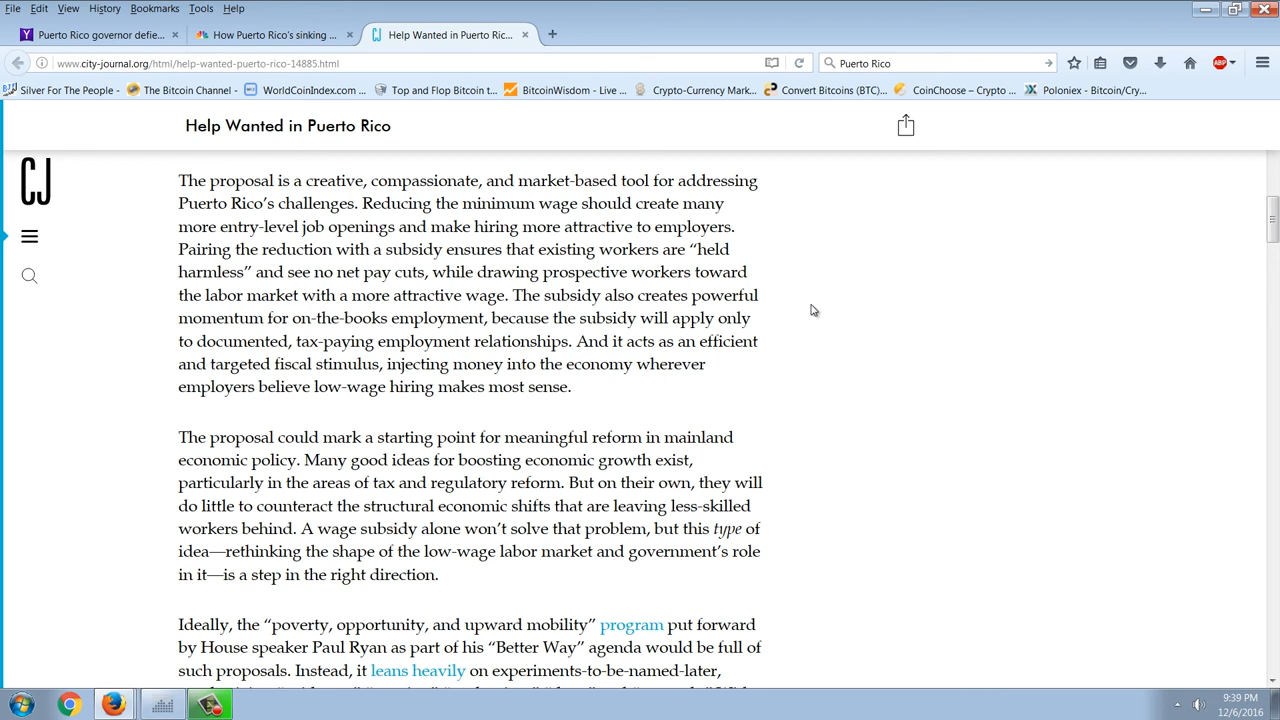 File Edit View History Bookmarks Tools Help
Puerto Rico governor defie... × How Puerto Rico's sinking ... × Help Wanted in Puerto Ric... ×
www.city-journal.org/html/help-wanted-puerto-rico-14885.html Puerto Rico ABP
Silver For The People - The Bitcoin Channel - WorldCoinIndex.com ... Top and Flop Bitcoin t... BitcoinWisdom - Live ... Crypto-Currency Mark... Convert Bitcoins (BTC)... CoinChoose – Crypto ... Poloniex - Bitcoin/Cry...
Help Wanted in Puerto Rico
CJ
The proposal is a creative, compassionate, and market-based tool for addressing
Puerto Rico’s challenges. Reducing the minimum wage should create many
more entry-level job openings and make hiring more attractive to employers.
Pairing the reduction with a subsidy ensures that existing workers are “held
harmless” and see no net pay cuts, while drawing prospective workers toward
the labor market with a more attractive wage. The subsidy also creates powerful
momentum for on-the-books employment, because the subsidy will apply only
to documented, tax-paying employment relationships. And it acts as an efficient
and targeted fiscal stimulus, injecting money into the economy wherever
employers believe low-wage hiring makes most sense.
The proposal could mark a starting point for meaningful reform in mainland
economic policy. Many good ideas for boosting economic growth exist,
particularly in the areas of tax and regulatory reform. But on their own, they will
do little to counteract the structural economic shifts that are leaving less-skilled
workers behind. A wage subsidy alone won’t solve that problem, but this type of
idea—rethinking the shape of the low-wage labor market and government’s role
in it—is a step in the right direction.
Ideally, the “poverty, opportunity, and upward mobility” program put forward
by House speaker Paul Ryan as part of his “Better Way” agenda would be full of
such proposals. Instead, it leans heavily on experiments-to-be-named-later,
9:39 PM
12/6/2016